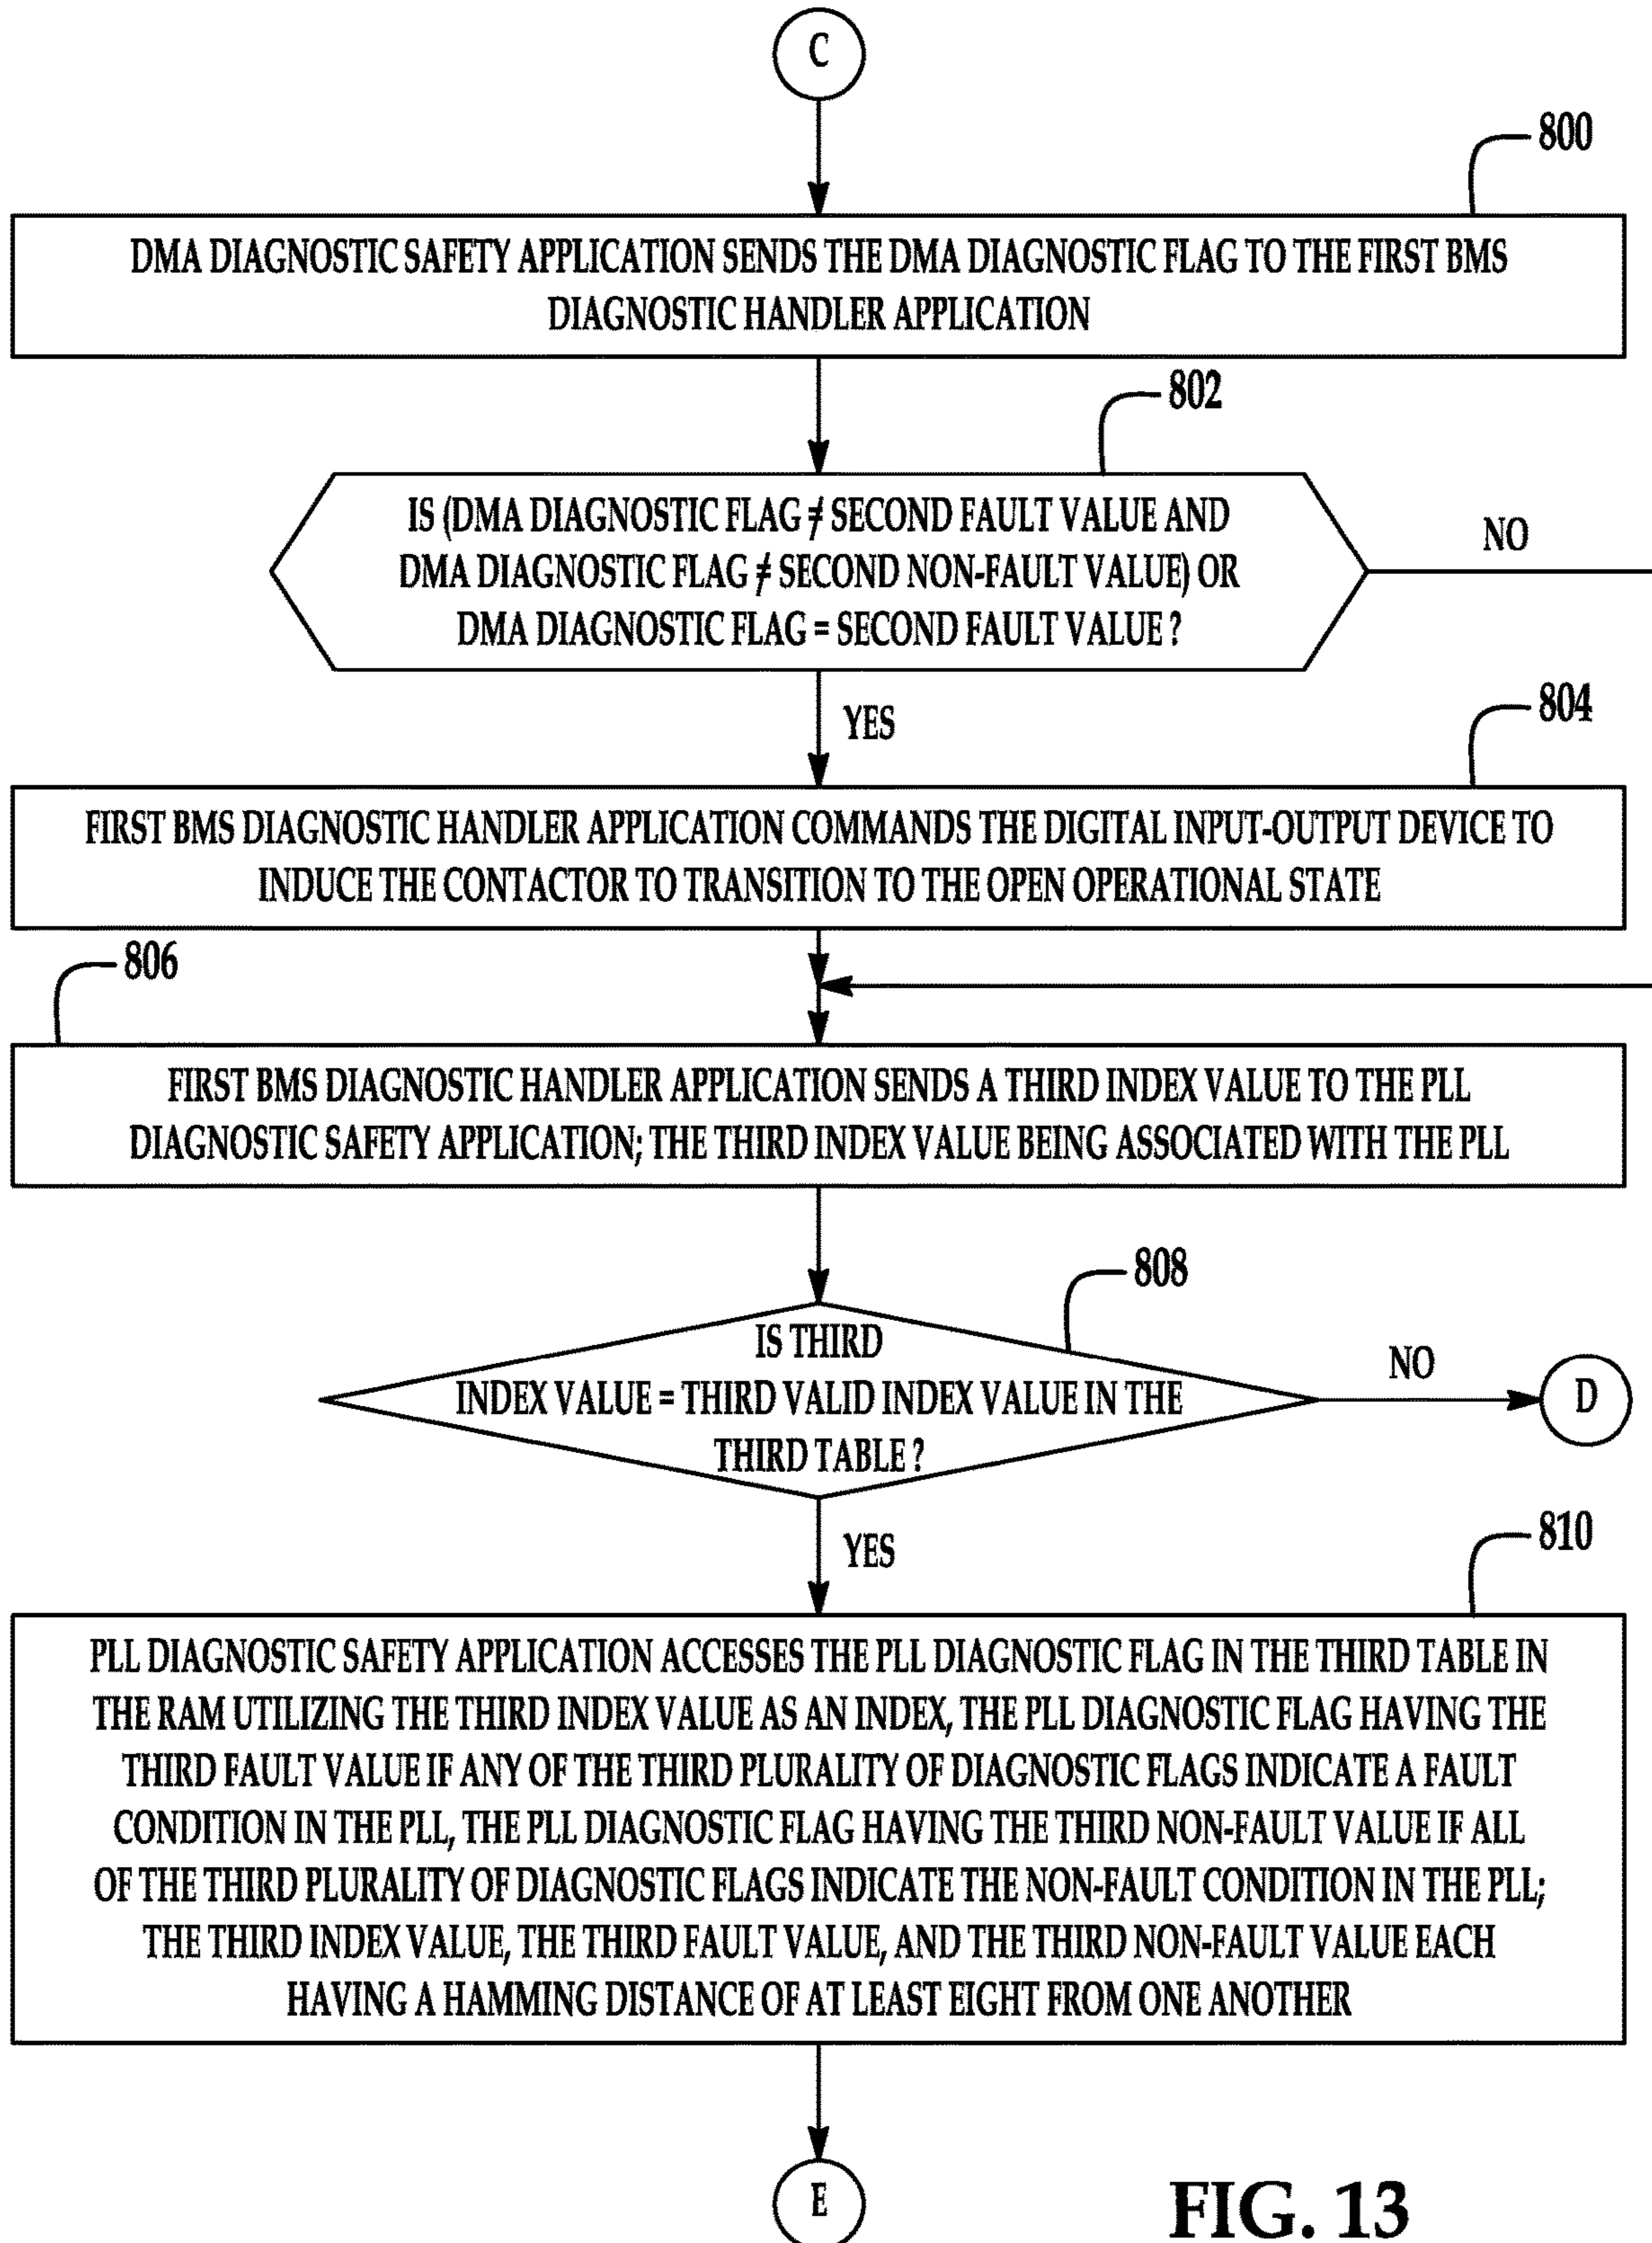 C
800
DMA DIAGNOSTIC SAFETY APPLICATION SENDS THE DMA DIAGNOSTIC FLAG TO THE FIRST BMS
DIAGNOSTIC HANDLER APPLICATION
802
IS (DMA DIAGNOSTIC FLAG ≠ SECOND FAULT VALUE AND
DMA DIAGNOSTIC FLAG ≠ SECOND NON-FAULT VALUE) OR
DMA DIAGNOSTIC FLAG = SECOND FAULT VALUE ?
NO
YES
804
FIRST BMS DIAGNOSTIC HANDLER APPLICATION COMMANDS THE DIGITAL INPUT-OUTPUT DEVICE TO
INDUCE THE CONTACTOR TO TRANSITION TO THE OPEN OPERATIONAL STATE
806
FIRST BMS DIAGNOSTIC HANDLER APPLICATION SENDS A THIRD INDEX VALUE TO THE PLL
DIAGNOSTIC SAFETY APPLICATION; THE THIRD INDEX VALUE BEING ASSOCIATED WITH THE PLL
808
IS THIRD
INDEX VALUE = THIRD VALID INDEX VALUE IN THE
THIRD TABLE ?
NO
D
YES
810
PLL DIAGNOSTIC SAFETY APPLICATION ACCESSES THE PLL DIAGNOSTIC FLAG IN THE THIRD TABLE IN
THE RAM UTILIZING THE THIRD INDEX VALUE AS AN INDEX, THE PLL DIAGNOSTIC FLAG HAVING THE
THIRD FAULT VALUE IF ANY OF THE THIRD PLURALITY OF DIAGNOSTIC FLAGS INDICATE A FAULT
CONDITION IN THE PLL, THE PLL DIAGNOSTIC FLAG HAVING THE THIRD NON-FAULT VALUE IF ALL
OF THE THIRD PLURALITY OF DIAGNOSTIC FLAGS INDICATE THE NON-FAULT CONDITION IN THE PLL;
THE THIRD INDEX VALUE, THE THIRD FAULT VALUE, AND THE THIRD NON-FAULT VALUE EACH
HAVING A HAMMING DISTANCE OF AT LEAST EIGHT FROM ONE ANOTHER
E
FIG. 13